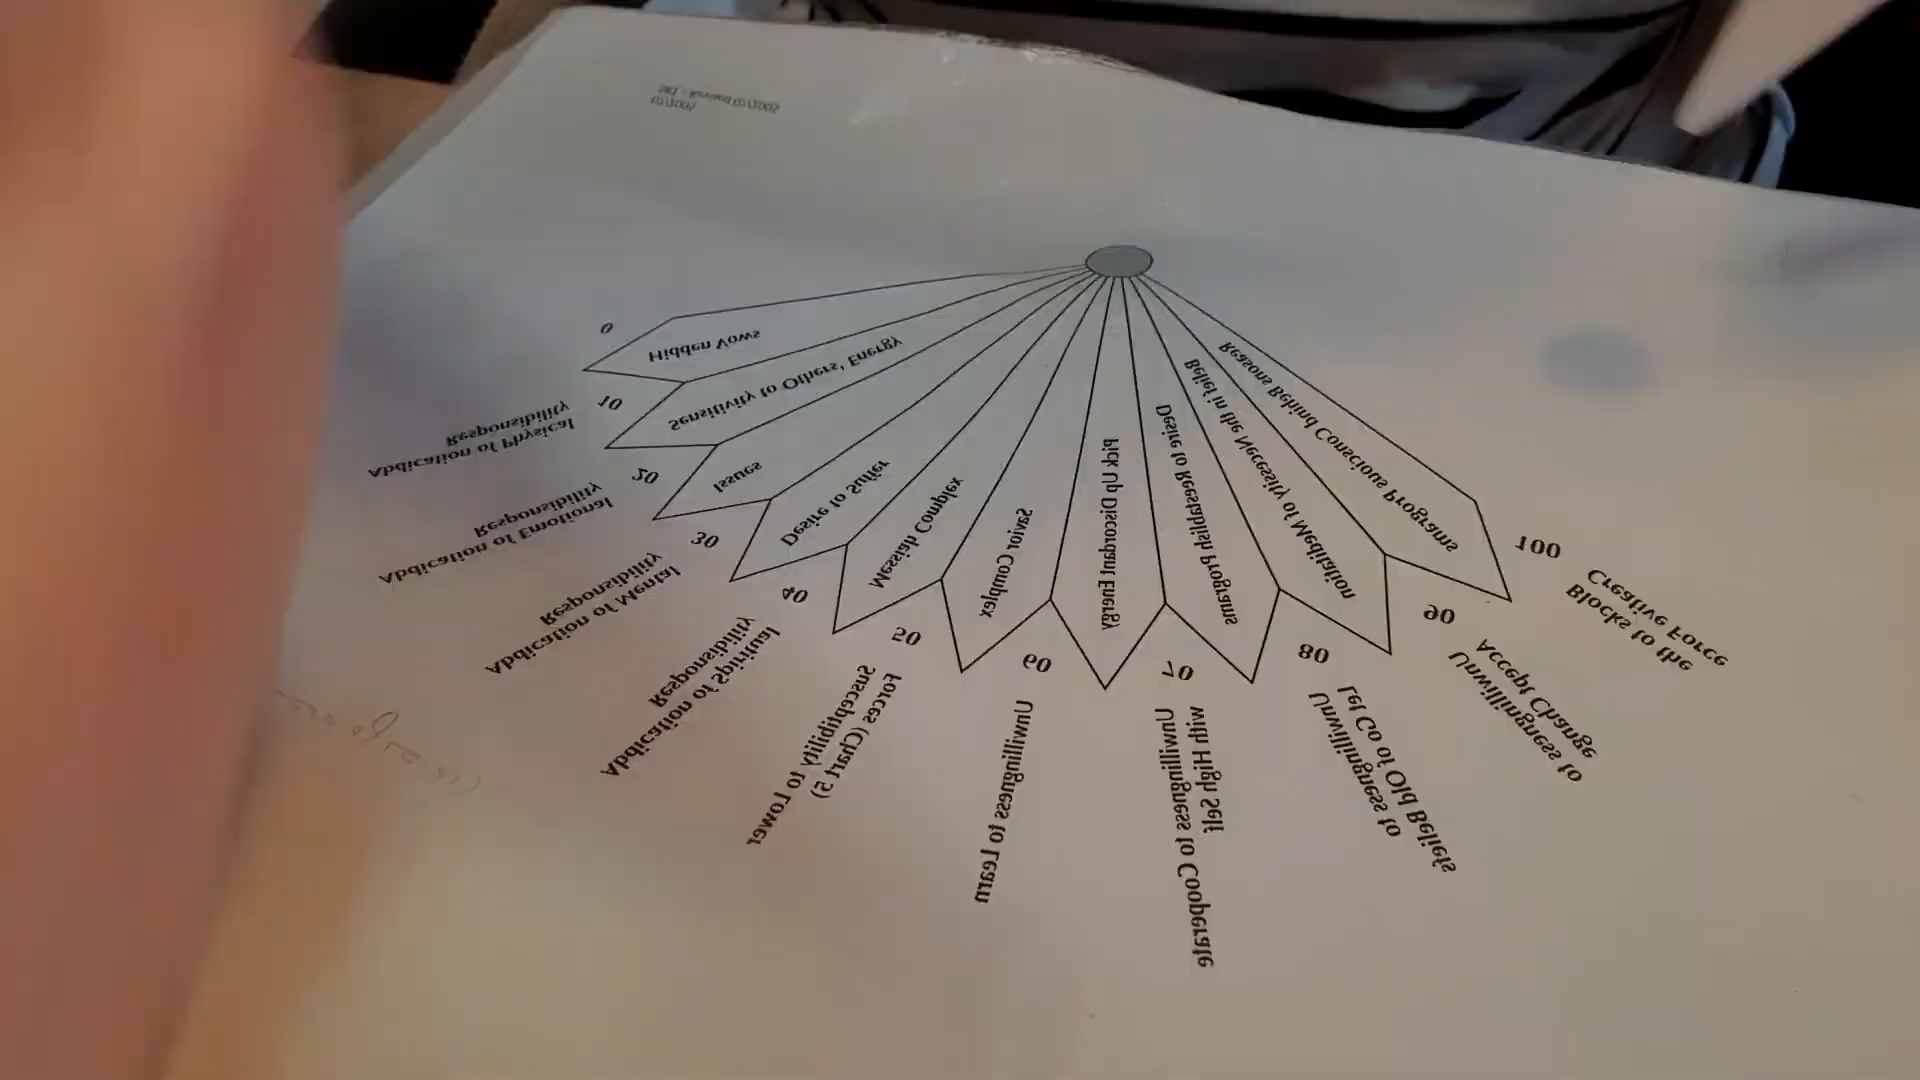 Hidden Vows
Sensitivity to Others' Energy
Issues
Desire to Suffer
Messiah Complex
Savior Complex
Pick Up Discordant Energy
Desire to Reestablish Programs
Belief in the Necessity of Meditation
Reasons Behind Conscious Programs
0
10
20
30
40
50
60
70
80
90
100
Abdication of Physical
Responsibility
Abdication of Emotional
Responsibility
Abdication of Mental
Responsibility
Abdication of Spiritual
Responsibility
Susceptibility to Lower
Forces (Chart 5)
Unwillingness to Learn
Unwillingness to Cooperate
with High Self
Unwillingness to
Let Go of Old Beliefs
Unwillingness to
Accept Change
Blocks to the
Creative Force